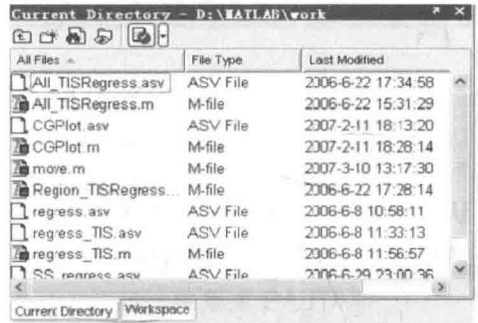 Current Directory - D:\MATLAB\work
All Files File Type Last Modified
All_TISRegress.asv ASV File 2006-6-22 17:34:58
All_TISRegress.m M-file 2006-6-22 15:31:29
CGPlot.asv ASV File 2007-2-11 18:13:20
CGPlot.m M-file 2007-2-11 18:28:14
move.m M-file 2007-3-10 13:17:30
Region_TISRegress... M-file 2006-6-22 17:28:14
regress.asv ASV File 2006-6-8 10:58:11
regress_TIS.asv ASV File 2006-6-8 11:33:13
regress_TIS.m M-file 2006-6-8 11:56:57
SS_regress.asv ASV File 2006-6-29 23:00:36
Current Directory Workspace